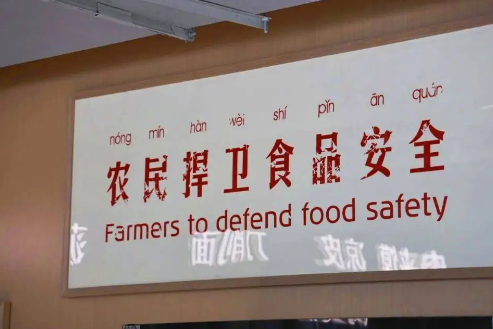 nóng mín hàn wèi shí pǐn ān quán
农民捍卫食品安全
Farmers to defend food safety